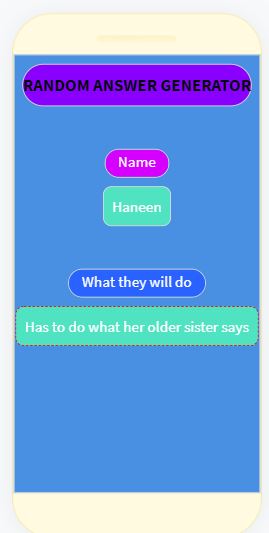 RANDOM ANSWER GENERATOR
Name
Haneen
What they will do
Has to do what her older sister says